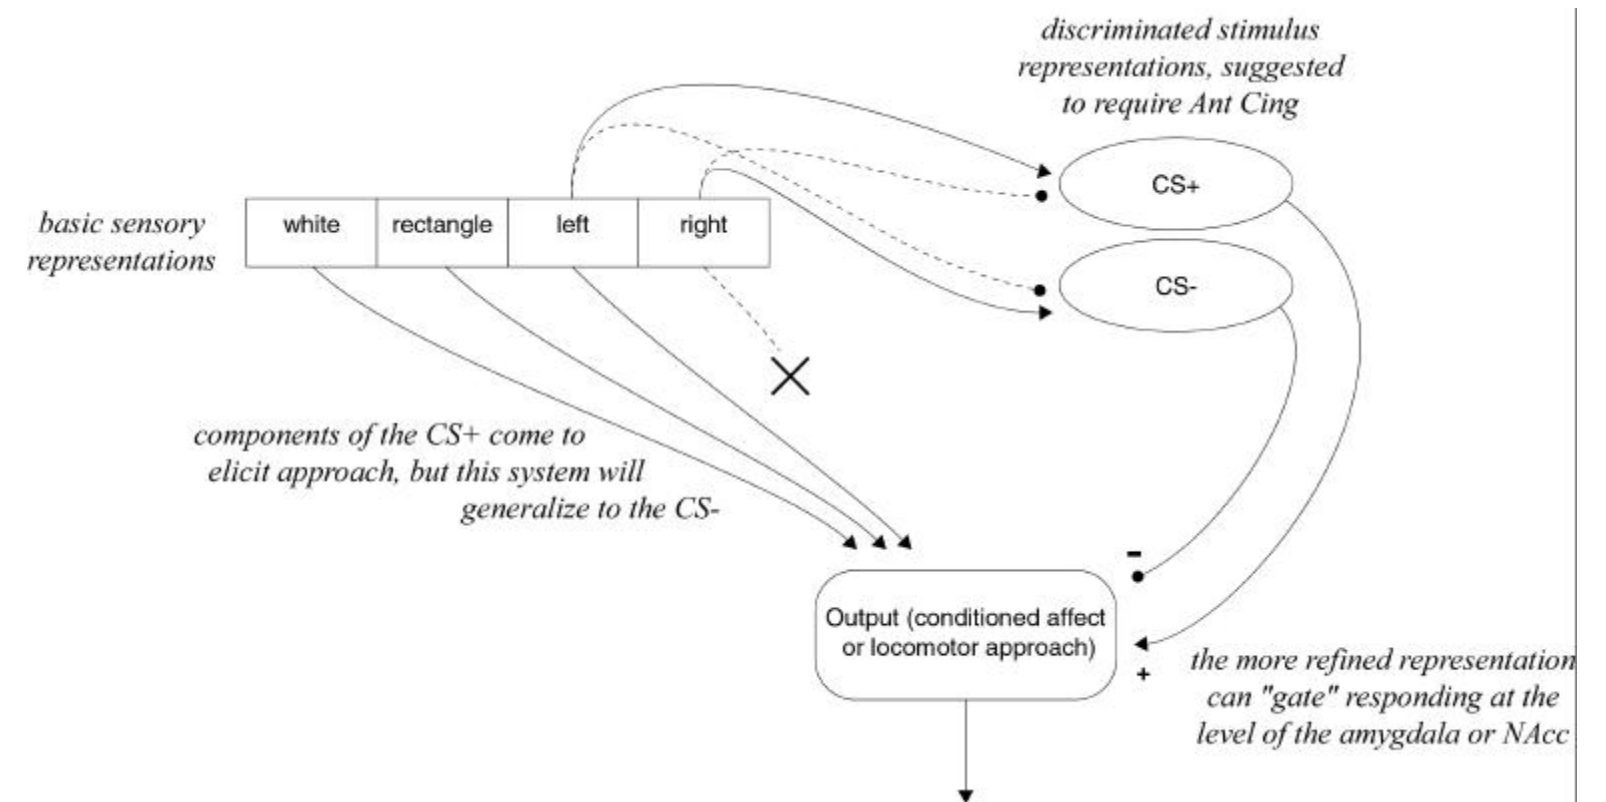 discriminated stimulus
representations, suggested
to require Ant Cing
CS+
basic sensory
representations
white
rectangle
left
right
CS-
components of the CS+ come to
elicit approach, but this system will
generalize to the CS-
-
Output (conditioned affect
or locomotor approach)
+
the more refined representation
can "gate" responding at the
level of the amygdala or NAcc